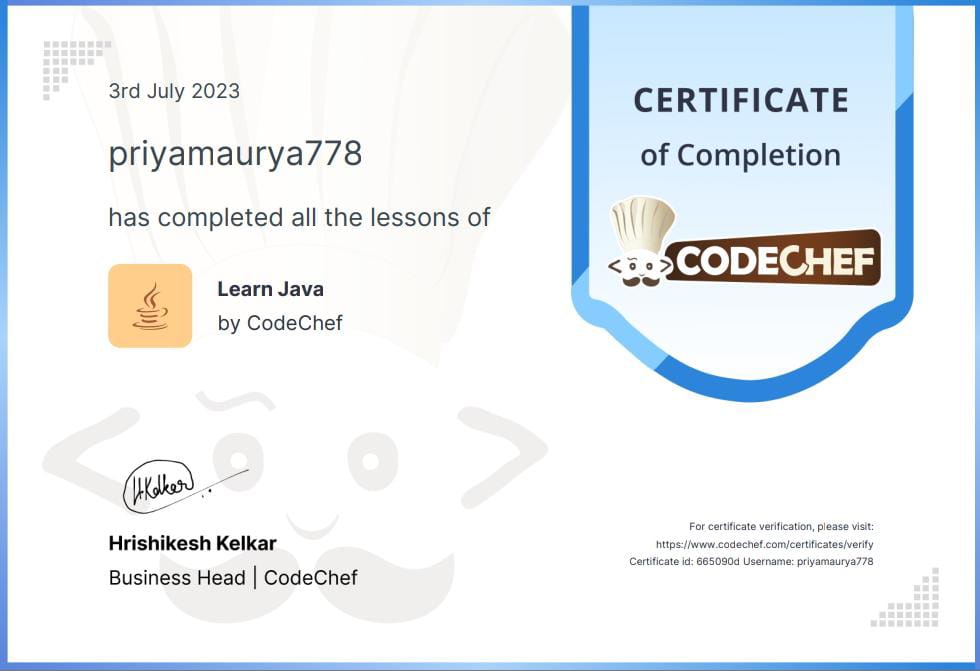 3rd July 2023
priyamaurya778
has completed all the lessons of
Learn Java
by CodeChef
CERTIFICATE
of Completion
CODECHEF
HKelkar
Hrishikesh Kelkar
Business Head | CodeChef
For certificate verification, please visit:
https://www.codechef.com/certificates/verify
Certificate id: 665090d Username: priyamaurya778